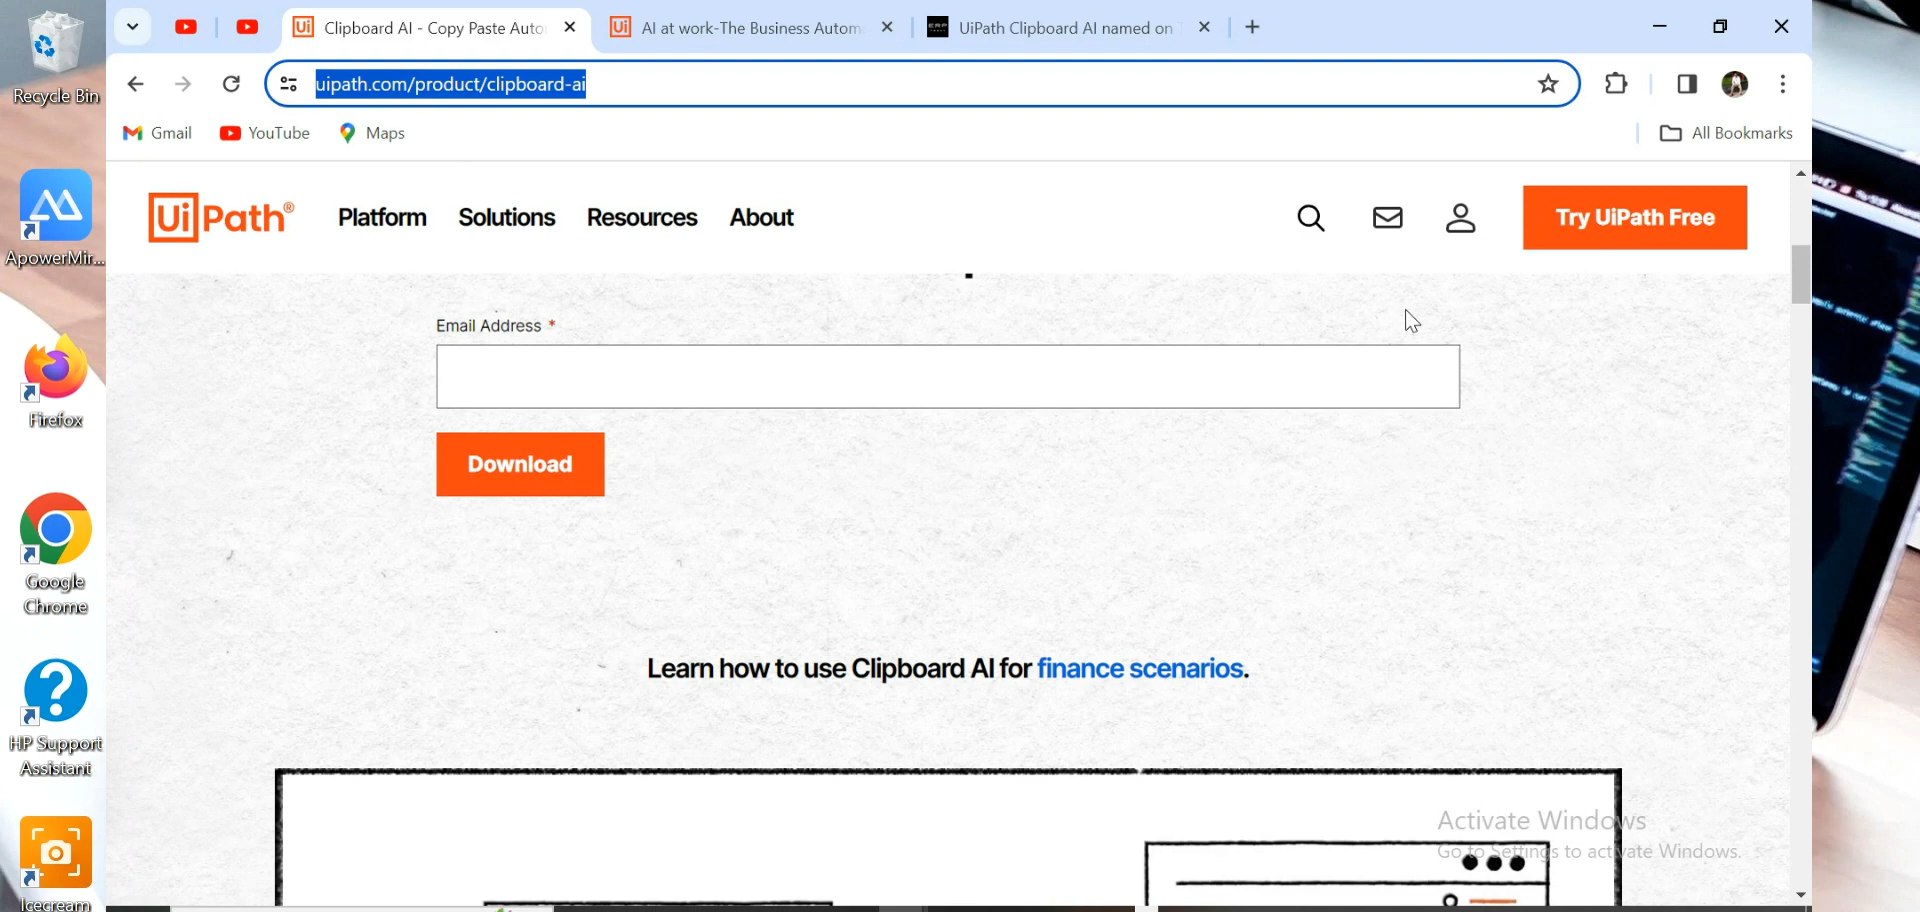 Recycle Bin
ApowerMir...
Firefox
Google
Chrome
HP Support
Assistant
Icecream
Clipboard AI - Copy Paste Auto
AI at work-The Business Autom
UiPath Clipboard AI named on T
uipath.com/product/clipboard-ai
Gmail
YouTube
Maps
All Bookmarks
Ui Path®
Platform
Solutions
Resources
About
Try UiPath Free
Email Address *
Download
Learn how to use Clipboard AI for finance scenarios.
Activate Windows
Go to Settings to activate Windows.